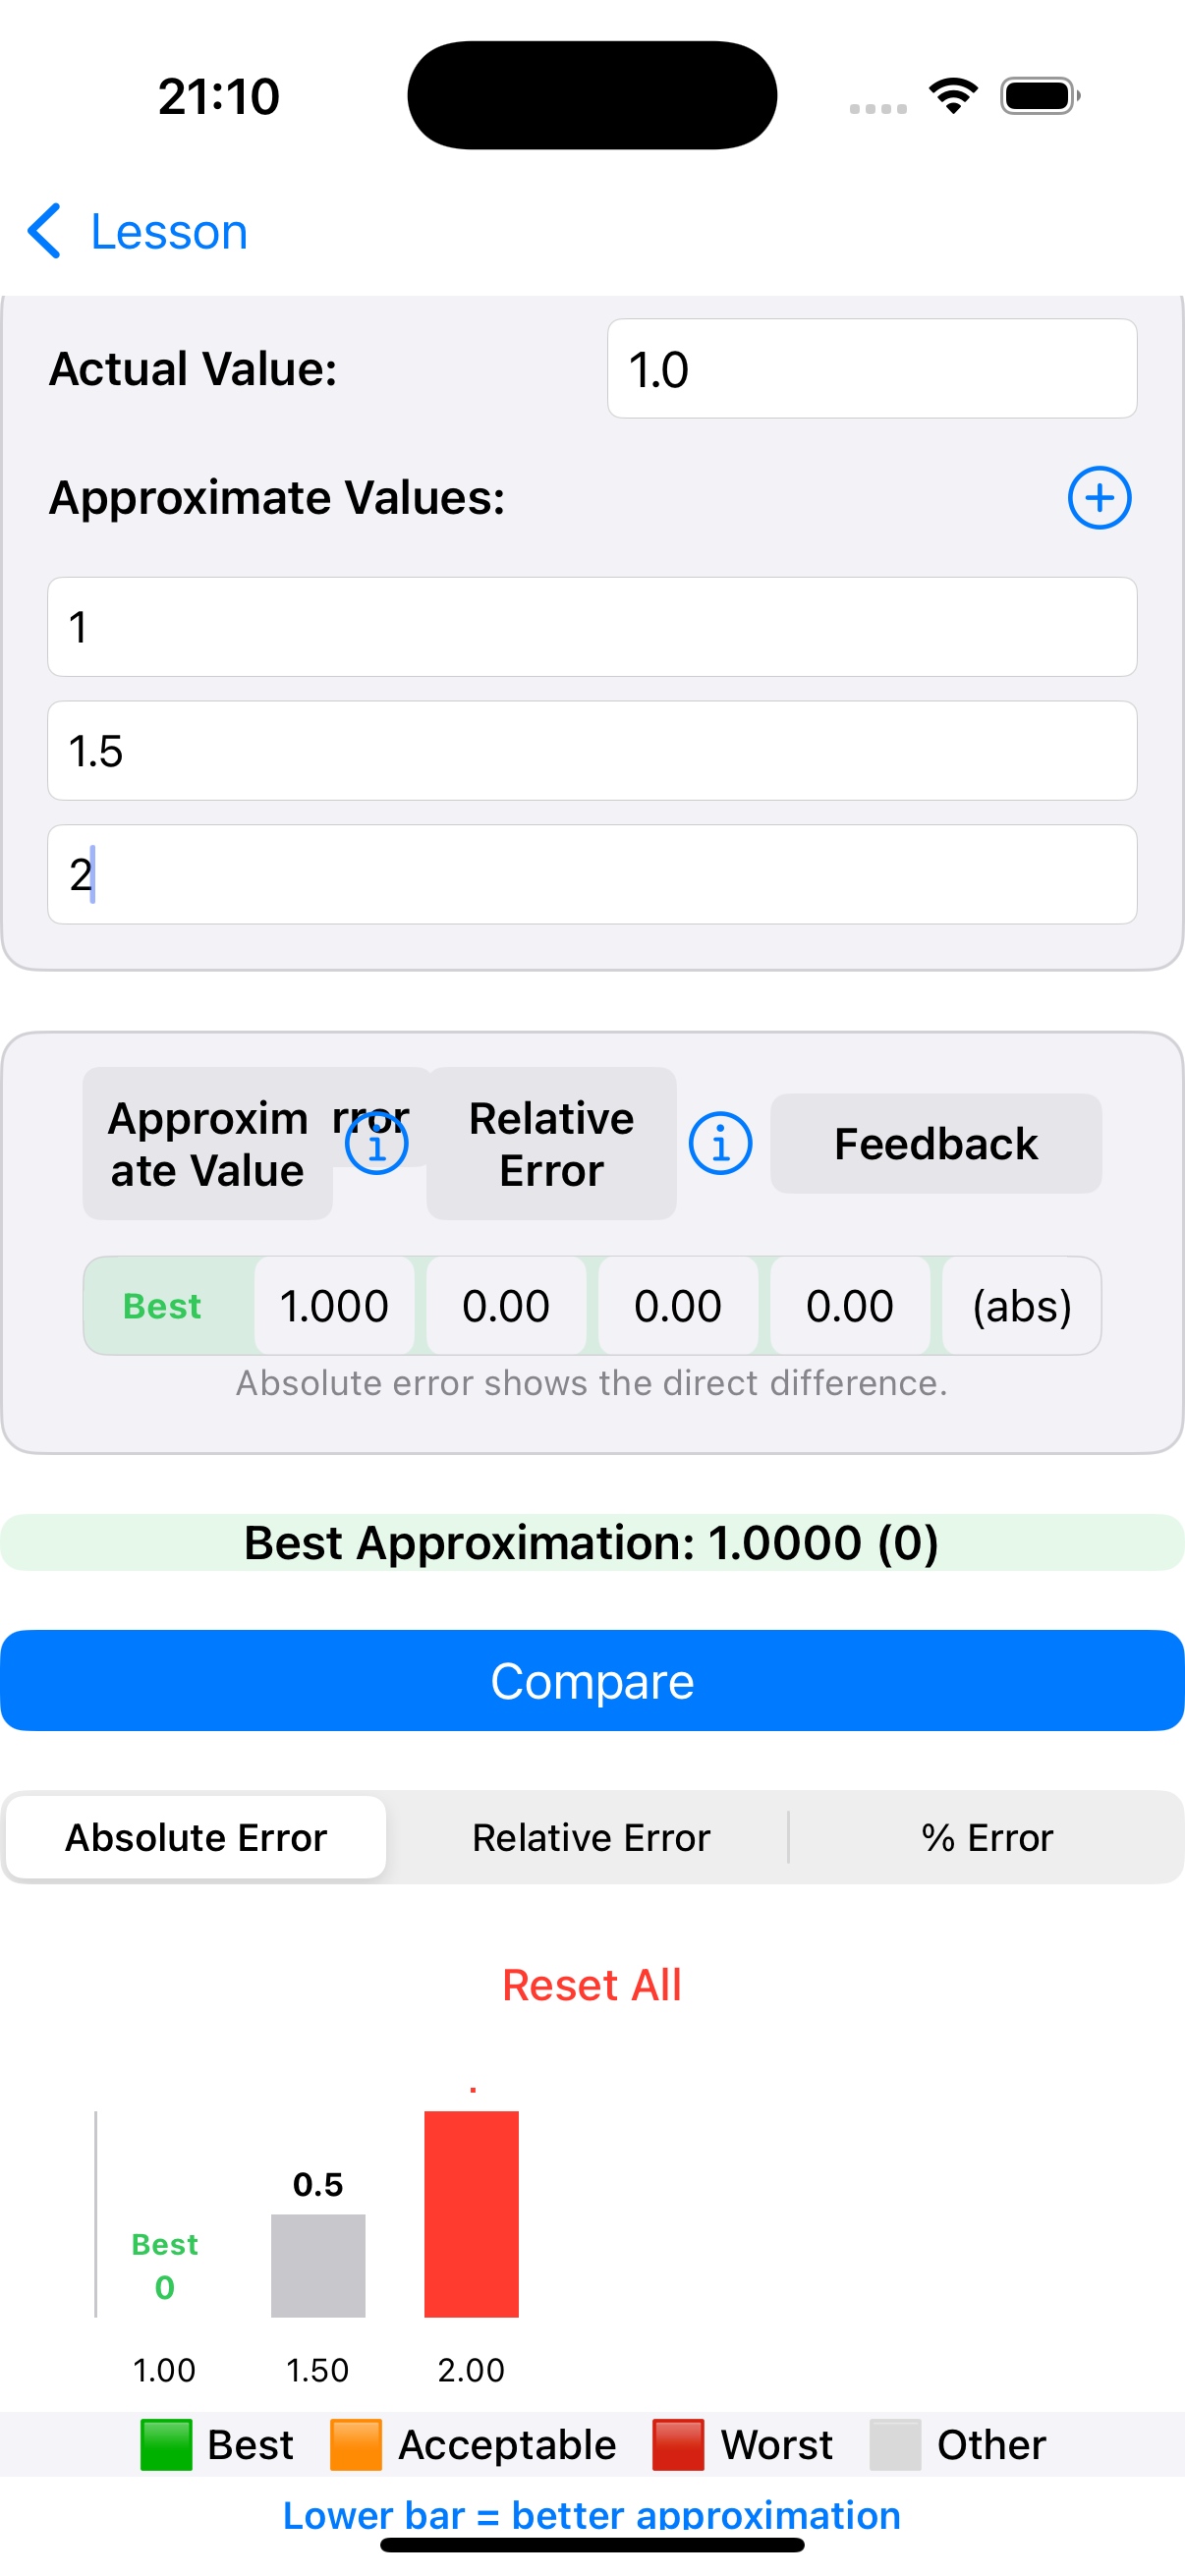 21:10
Lesson
Actual Value:
1.0
Approximate Values:
1
1.5
2
Approxim
ate Value
rror
Relative
Error
Feedback
Best 1.000 0.00 0.00 0.00 (abs)
Absolute error shows the direct difference.
Best Approximation: 1.0000 (0)
Compare
Absolute Error Relative Error % Error
Reset All
0.5
Best
0
1.00 1.50 2.00
Best Acceptable Worst Other
Lower bar = better approximation